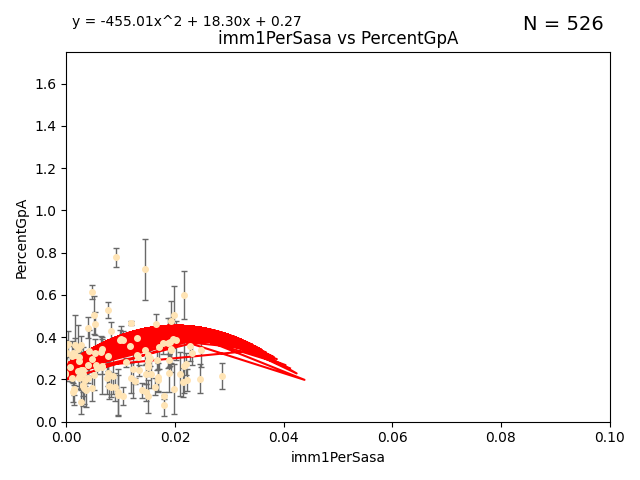 y = -455.01x^2 + 18.30x + 0.27
N = 526
imm1PerSasa vs PercentGpA
1.6
1.4
1.2
1.0
0.8
0.6
0.4
0.2
0.0
PercentGpA
0.00 0.02 0.04 0.06 0.08 0.10
imm1PerSasa